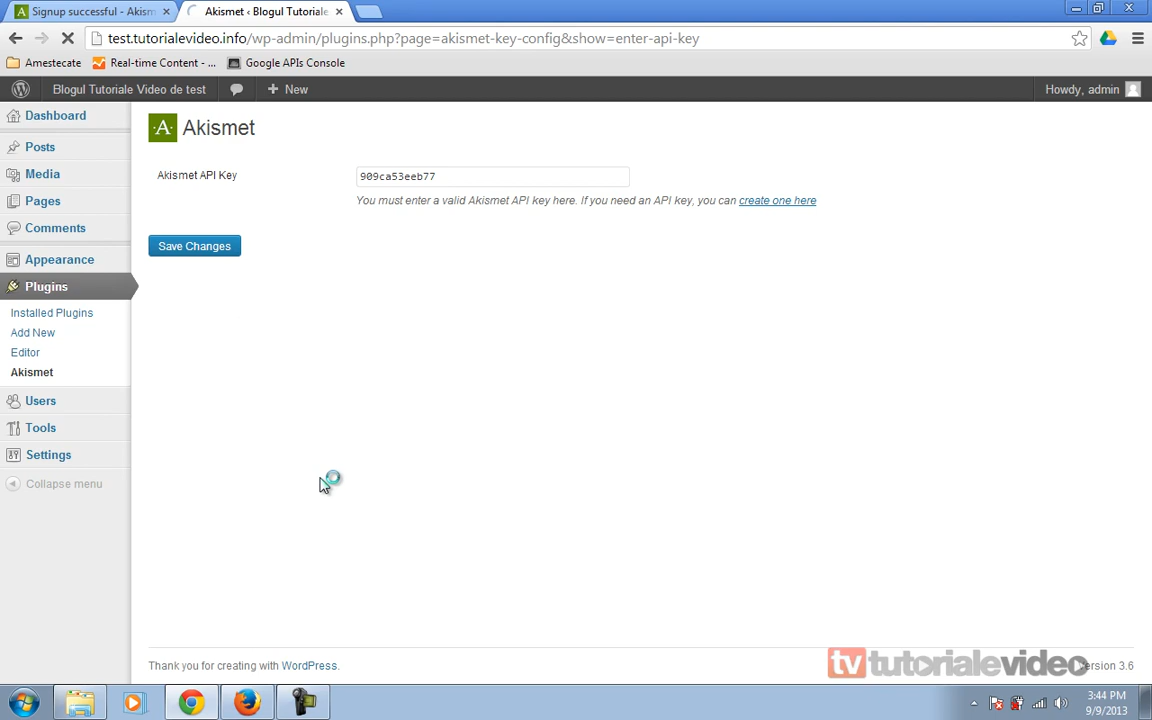 Signup successful - Akism
Akismet ‹ Blogul Tutoriale
test.tutorialevideo.info/wp-admin/plugins.php?page=akismet-key-config&show=enter-api-key
Amestecate
Real-time Content - ...
Google APIs Console
Blogul Tutoriale Video de test
New
Howdy, admin
Dashboard
Posts
Media
Pages
Comments
Appearance
Plugins
Installed Plugins
Add New
Editor
Akismet
Users
Tools
Settings
Collapse menu
A Akismet
Akismet API Key
909ca53eeb77
You must enter a valid Akismet API key here. If you need an API key, you can create one here
Save Changes
Thank you for creating with WordPress.
tv tutorialevideo
Version 3.6
3:44 PM
9/9/2013